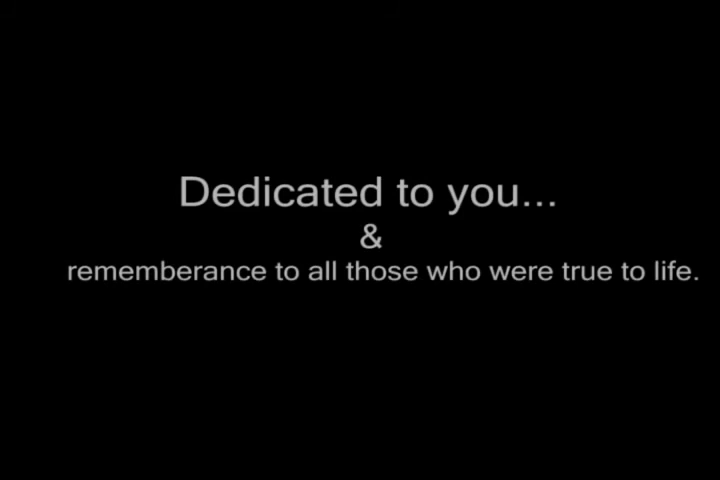 Dedicated to you...
&
rememberance to all those who were true to life.